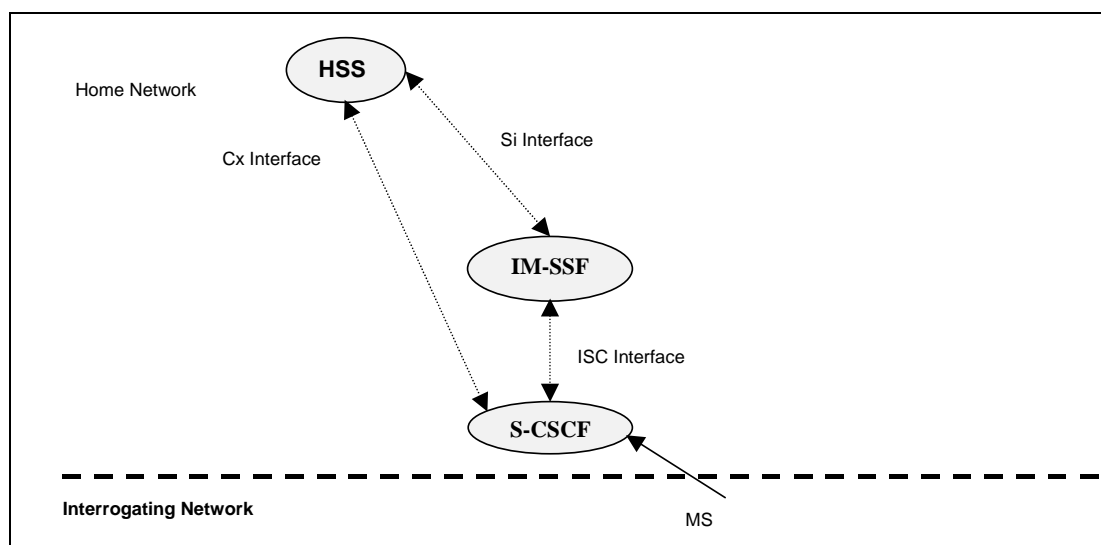 HSS
Home Network
Si Interface
Cx Interface
IM-SSF
ISC Interface
S-CSCF
Interrogating Network
MS